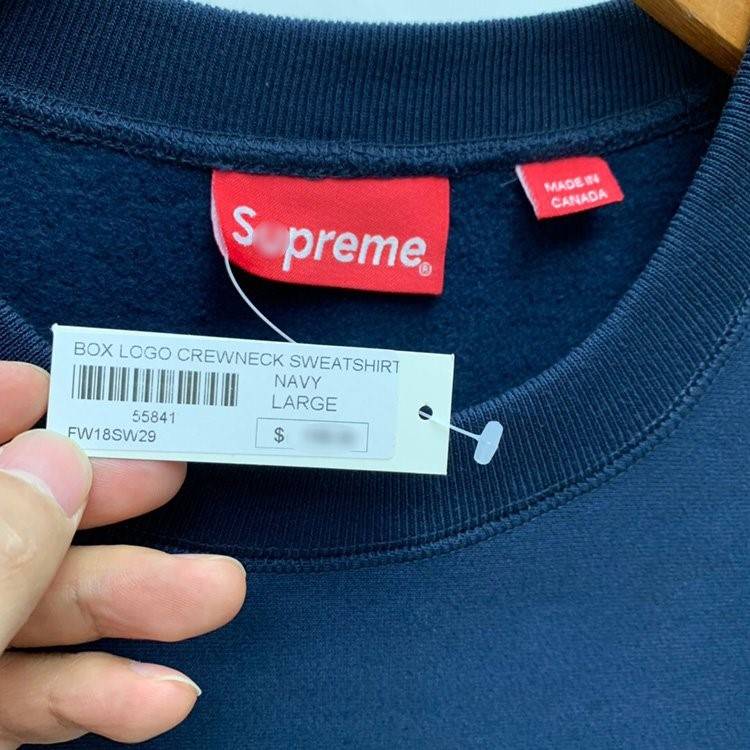 Supreme®
MADE IN
CANADA
BOX LOGO CREWNECK SWEATSHIRT
NAVY
LARGE
55841
FW18SW29
$